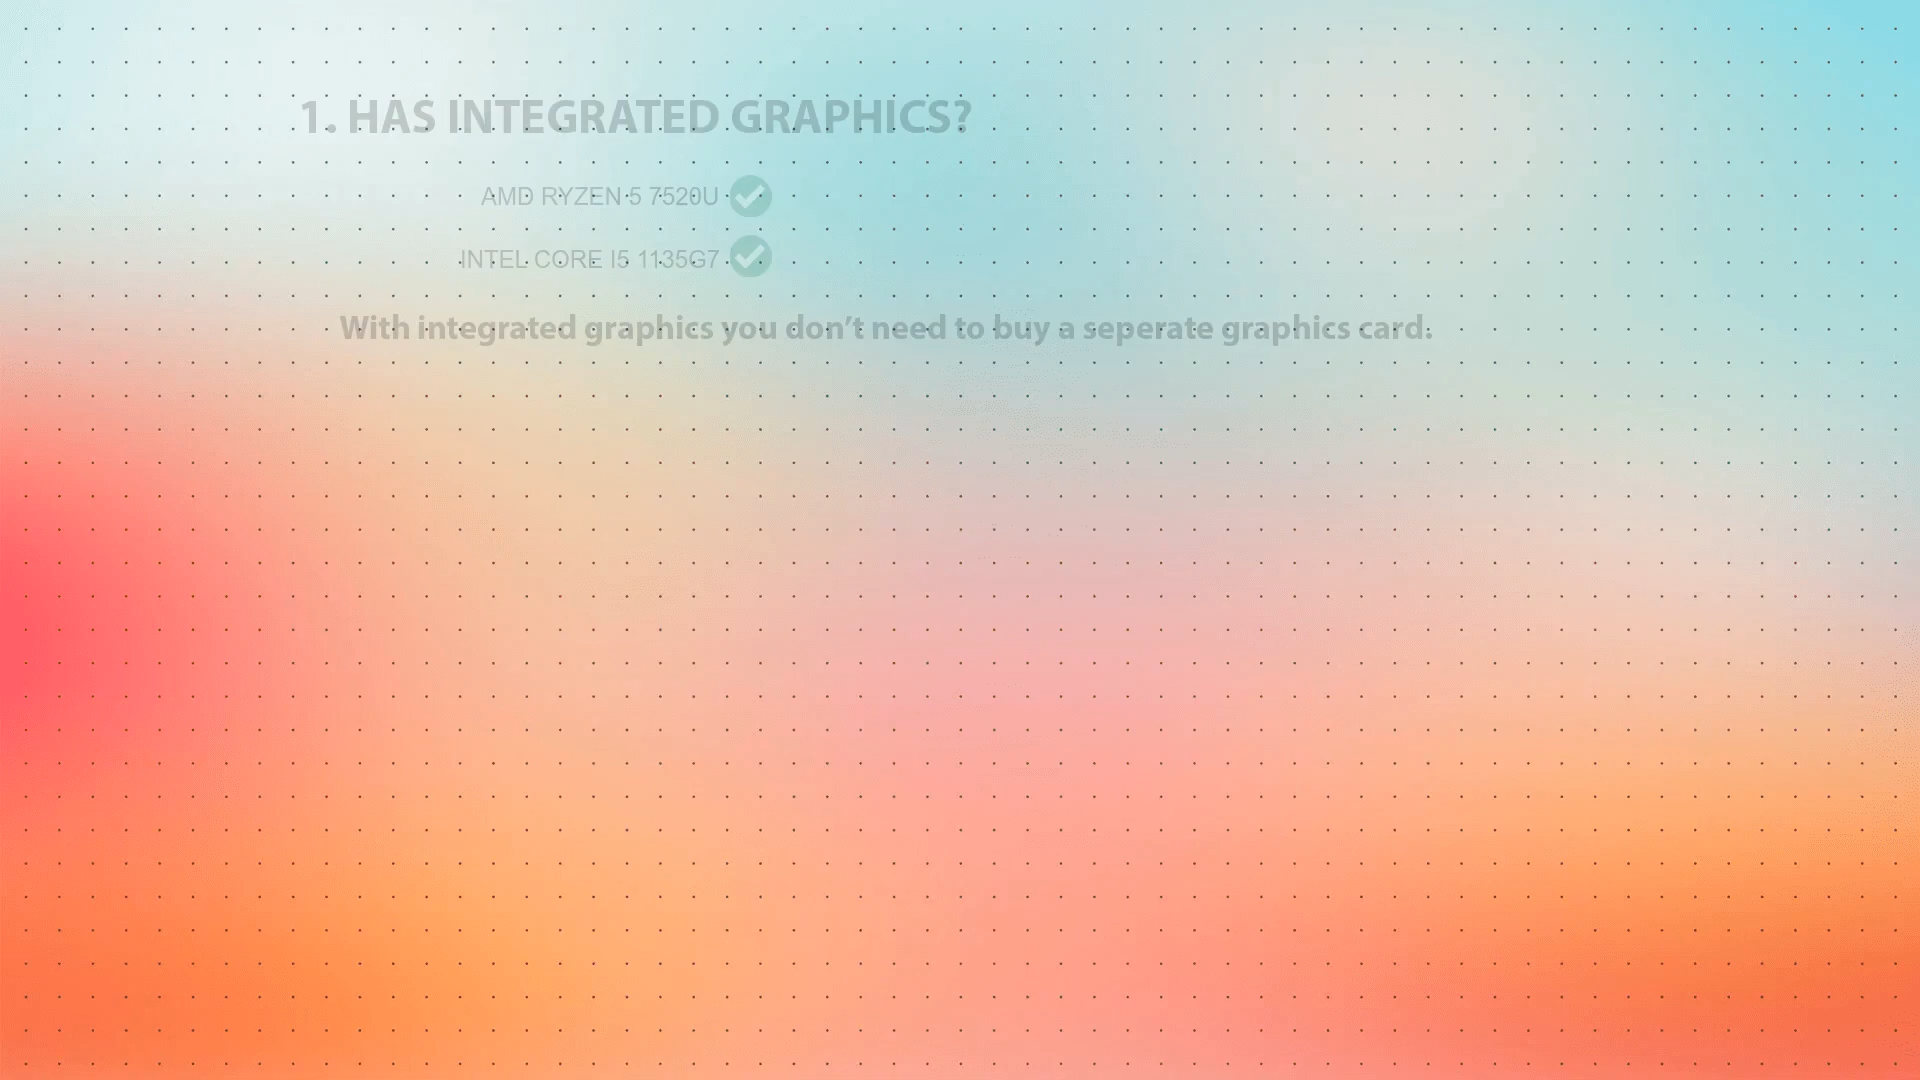 1. HAS INTEGRATED GRAPHICS?
AMD RYZEN 5 7520U
INTEL CORE I5 1135G7
With integrated graphics you don’t need to buy a seperate graphics card.